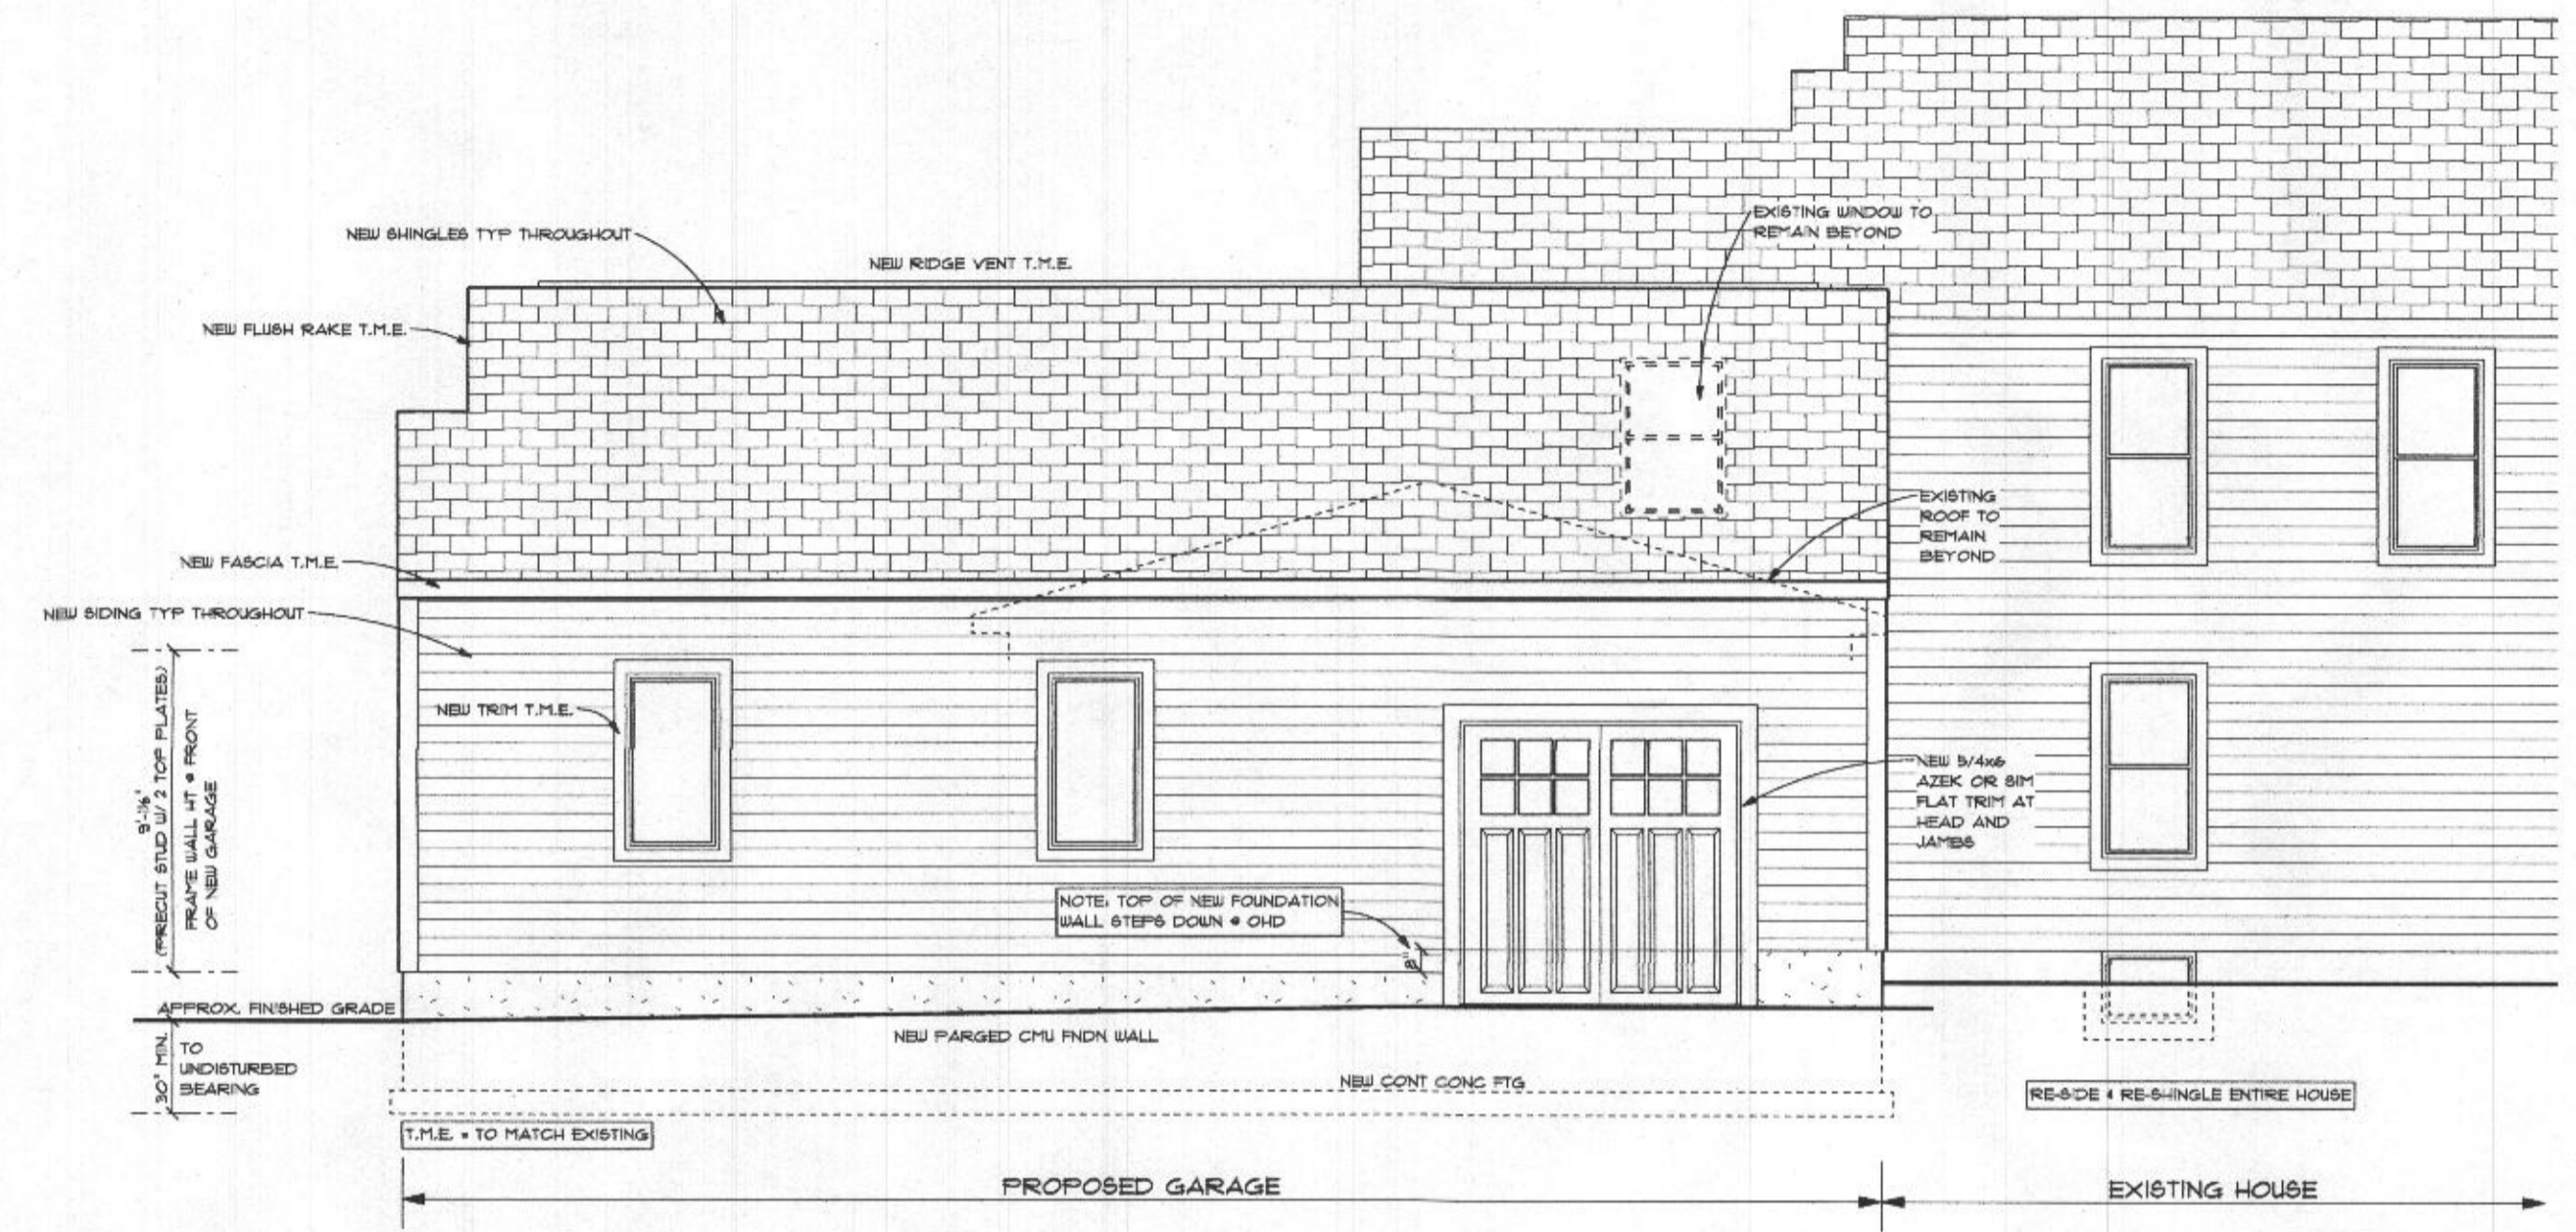 NEW SHINGLES TYP THROUGHOUT
EXISTING WINDOW TO
REMAIN BEYOND
NEW RIDGE VENT T.M.E.
NEW FLUSH RAKE T.M.E.
EXISTING
ROOF TO
REMAIN
BEYOND
NEW FASCIA T.M.E.
NEW SIDING TYP THROUGHOUT
(PRECUT STUD W/ 2 TOP PLATES)
FRAME WALL HT @ FRONT
OF NEW GARAGE
NEW TRIM T.M.E.
NEW 5/4x6
AZEK OR SIM
FLAT TRIM AT
HEAD AND
JAMBS
NOTE: TOP OF NEW FOUNDATION
WALL STEPS DOWN @ OHD
8"
APPROX. FINISHED GRADE
NEW PARGED CMU FNDN WALL
30" MIN.
TO
UNDISTURBED
BEARING
NEW CONT CONC FTG
RE-SIDE & RE-SHINGLE ENTIRE HOUSE
T.M.E. = TO MATCH EXISTING
PROPOSED GARAGE
EXISTING HOUSE